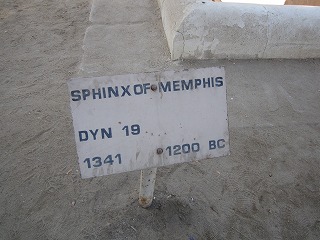 SPHINX OF MEMPHIS
DYN 19
1341 1200 BC